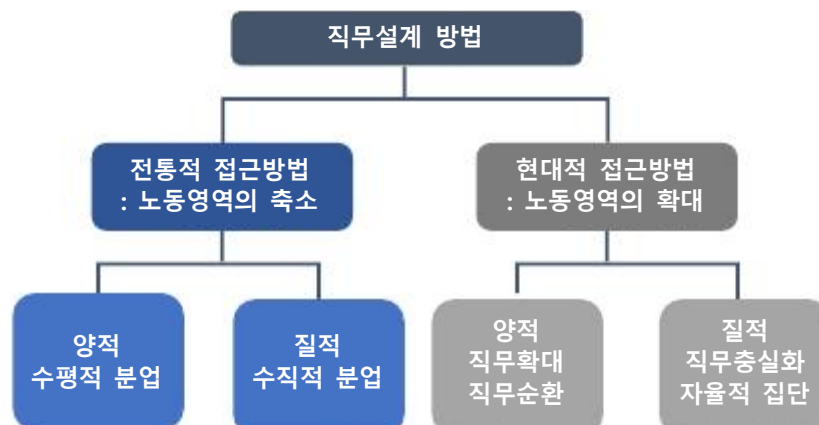 직무설계 방법
전통적 접근방법
: 노동영역의 축소
현대적 접근방법
: 노동영역의 확대
양적
수평적 분업
질적
수직적 분업
양적
직무확대
직무순환
질적
직무충실화
자율적 집단